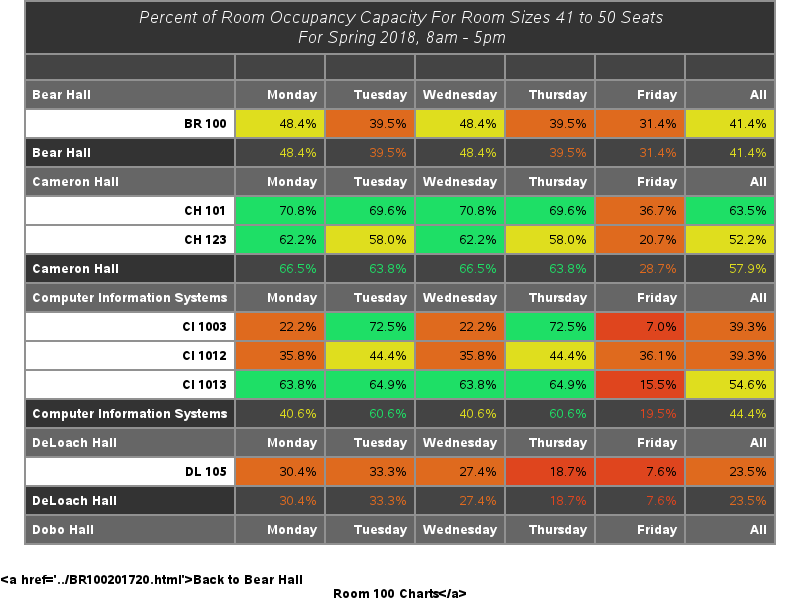 Percent of Room Occupancy Capacity For Room Sizes 41 to 50 Seats
For Spring 2018, 8am - 5pm
Bear Hall Monday Tuesday Wednesday Thursday Friday All
BR 100 48.4% 39.5% 48.4% 39.5% 31.4% 41.4%
Bear Hall 48.4% 39.5% 48.4% 39.5% 31.4% 41.4%
Cameron Hall Monday Tuesday Wednesday Thursday Friday All
CH 101 70.8% 69.6% 70.8% 69.6% 36.7% 63.5%
CH 123 62.2% 58.0% 62.2% 58.0% 20.7% 52.2%
Cameron Hall 66.5% 63.8% 66.5% 63.8% 28.7% 57.9%
Computer Information Systems Monday Tuesday Wednesday Thursday Friday All
CI 1003 22.2% 72.5% 22.2% 72.5% 7.0% 39.3%
CI 1012 35.8% 44.4% 35.8% 44.4% 36.1% 39.3%
CI 1013 63.8% 64.9% 63.8% 64.9% 15.5% 54.6%
Computer Information Systems 40.6% 60.6% 40.6% 60.6% 19.5% 44.4%
DeLoach Hall Monday Tuesday Wednesday Thursday Friday All
DL 105 30.4% 33.3% 27.4% 18.7% 7.6% 23.5%
DeLoach Hall 30.4% 33.3% 27.4% 18.7% 7.6% 23.5%
Dobo Hall Monday Tuesday Wednesday Thursday Friday All
<a href='../BR100201720.html'>Back to Bear Hall
Room 100 Charts</a>